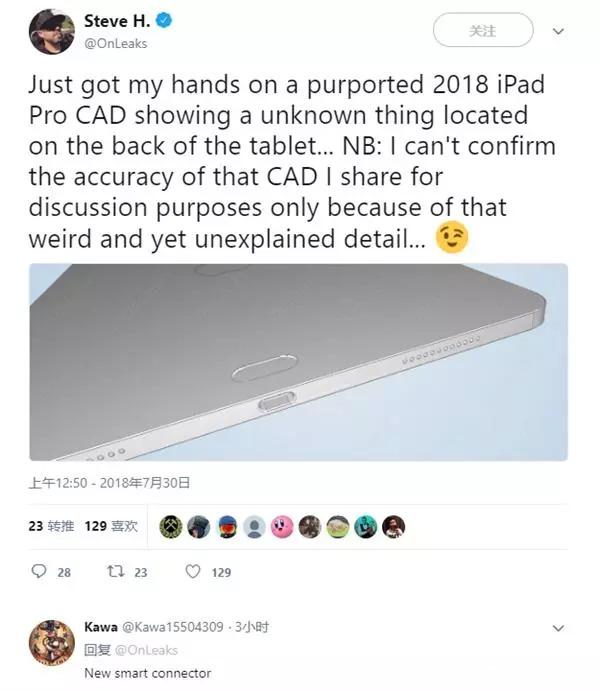 Steve H.
@OnLeaks
关注
Just got my hands on a purported 2018 iPad
Pro CAD showing a unknown thing located
on the back of the tablet... NB: I can't confirm
the accuracy of that CAD I share for
discussion purposes only because of that
weird and yet unexplained detail... 😉
上午12:50 - 2018年7月30日
23 转推 129 喜欢
28 23 129
Kawa @Kawa15504309 · 3小时
回复 @OnLeaks
New smart connector